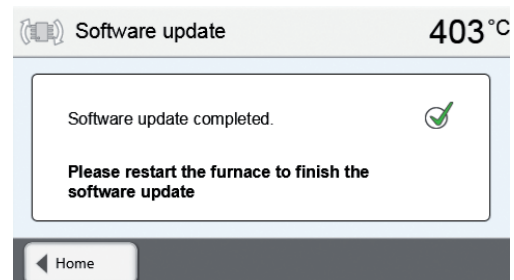 Software update 403°C
Software update completed.
Please restart the furnace to finish the
software update
Home